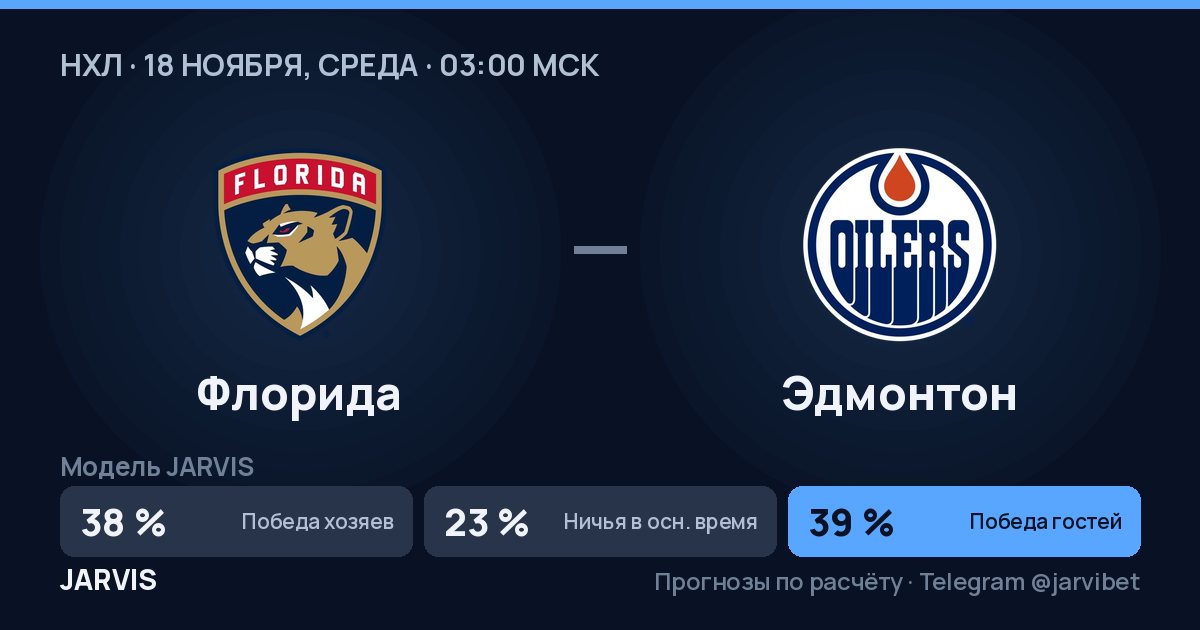 НХЛ · 18 НОЯБРЯ, СРЕДА · 03:00 МСК
FLORIDA
OILERS
—
Флорида
Эдмонтон
Модель JARVIS
38 % Победа хозяев
23 % Ничья в осн. время
39 % Победа гостей
JARVIS
Прогнозы по расчёту · Telegram @jarvibet